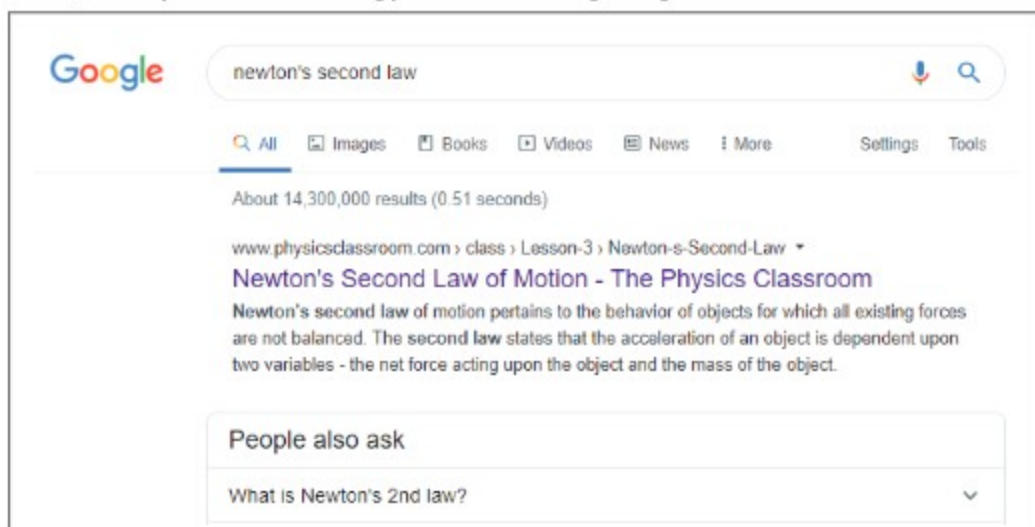 Google
newton's second law
All Images Books Videos News More Settings Tools
About 14,300,000 results (0.51 seconds)
www.physicsclassroom.com › class › Lesson-3 › Newton-s-Second-Law
Newton's Second Law of Motion - The Physics Classroom
Newton's second law of motion pertains to the behavior of objects for which all existing forces
are not balanced. The second law states that the acceleration of an object is dependent upon
two variables - the net force acting upon the object and the mass of the object.
People also ask
What is Newton's 2nd law?